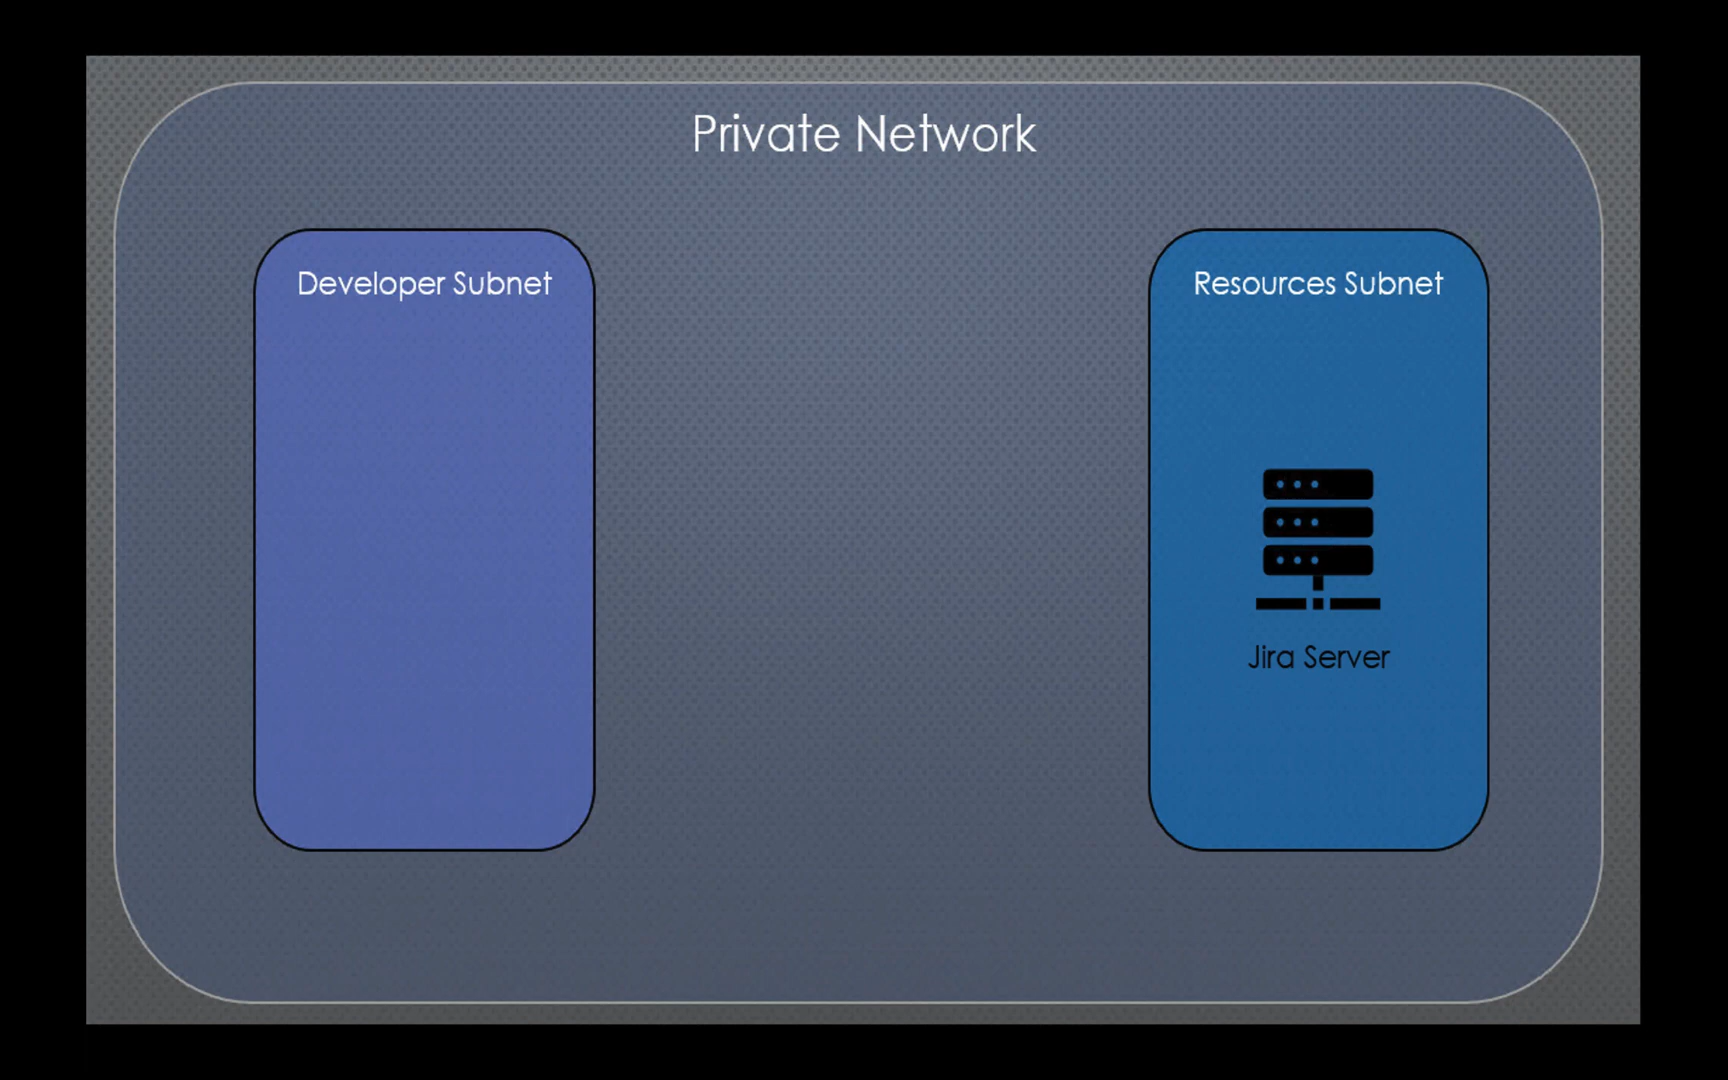 Private Network
Developer Subnet
Resources Subnet
Jira Server